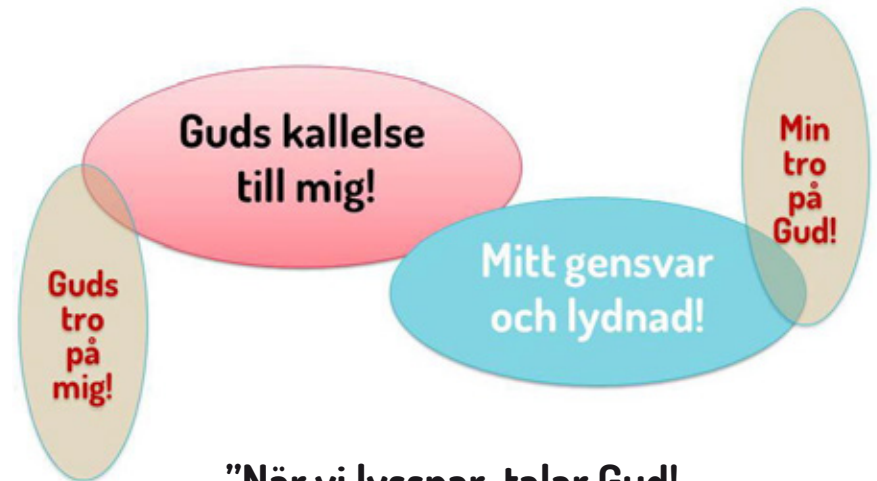 Guds kallelse
till mig!
Min
tro
på
Gud!
Mitt gensvar
och lydnad!
Guds
tro
på
mig!
”När vi lyssnar, talar Gud!